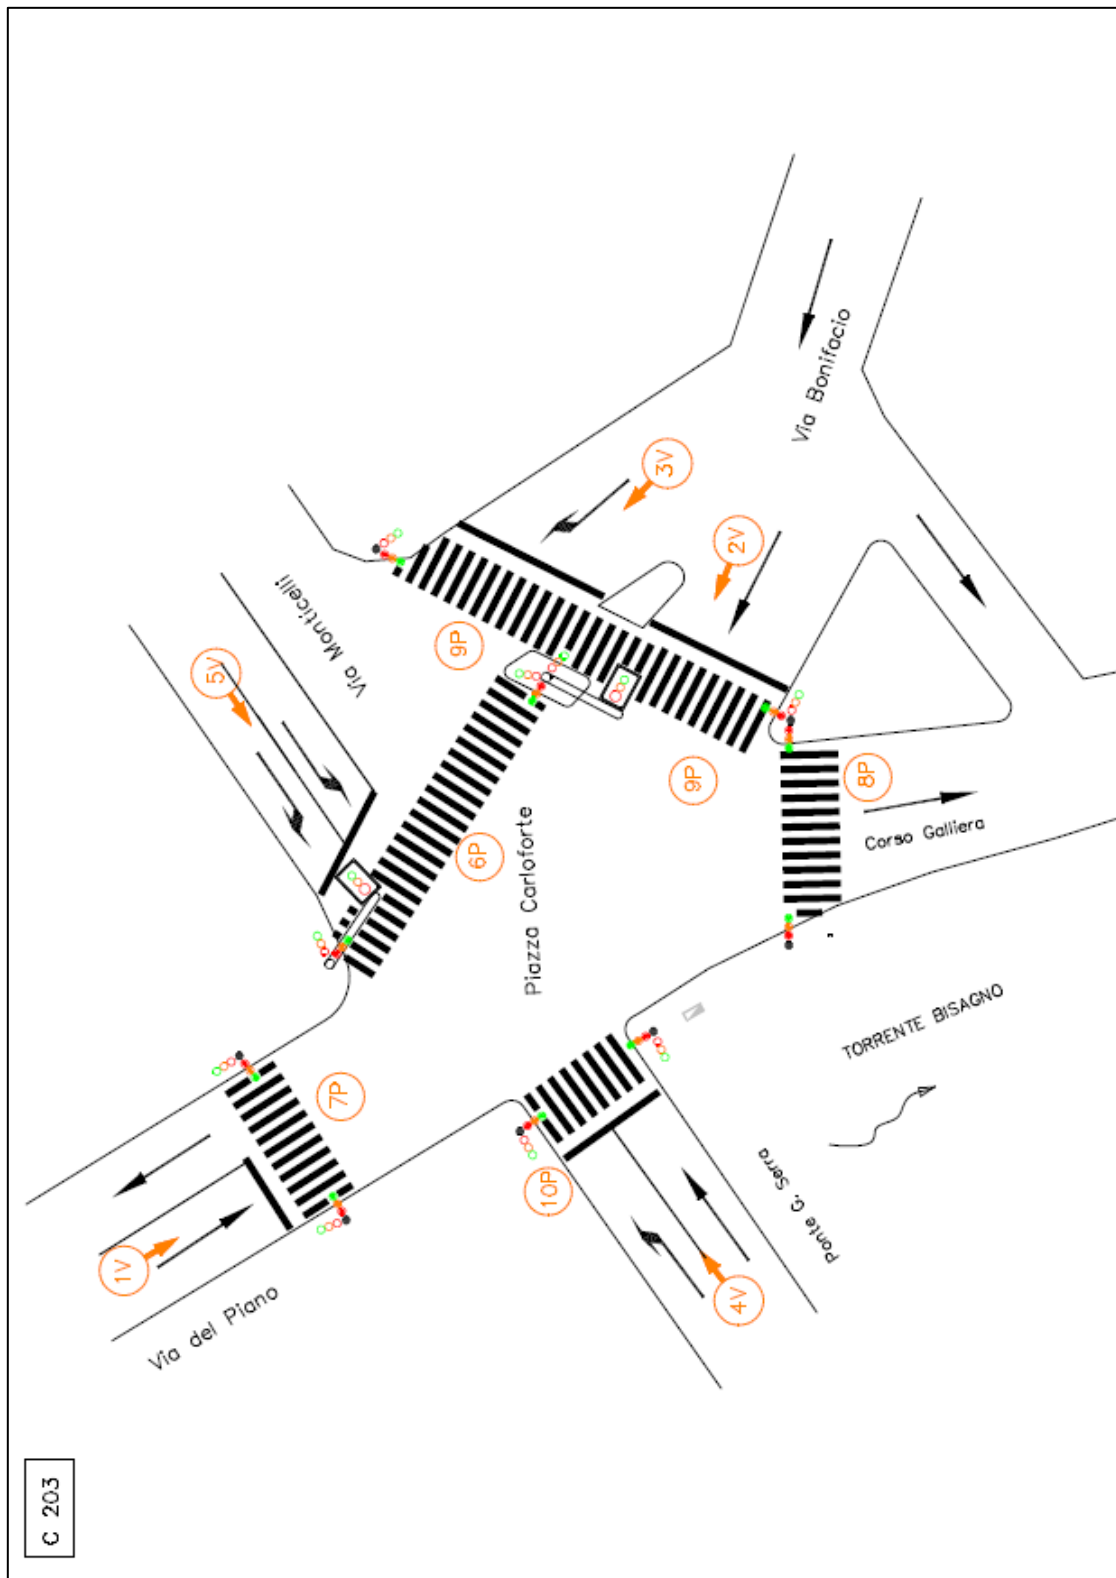 Via Bonifacio
3V
2V
Via Monticelli
9P
5V
9P
8P
Corso Galliera
6P
Piazza Carloforte
TORRENTE BISAGNO
7P
10P
Ponte G. Serra
1V
4V
Via del Piano
C 203